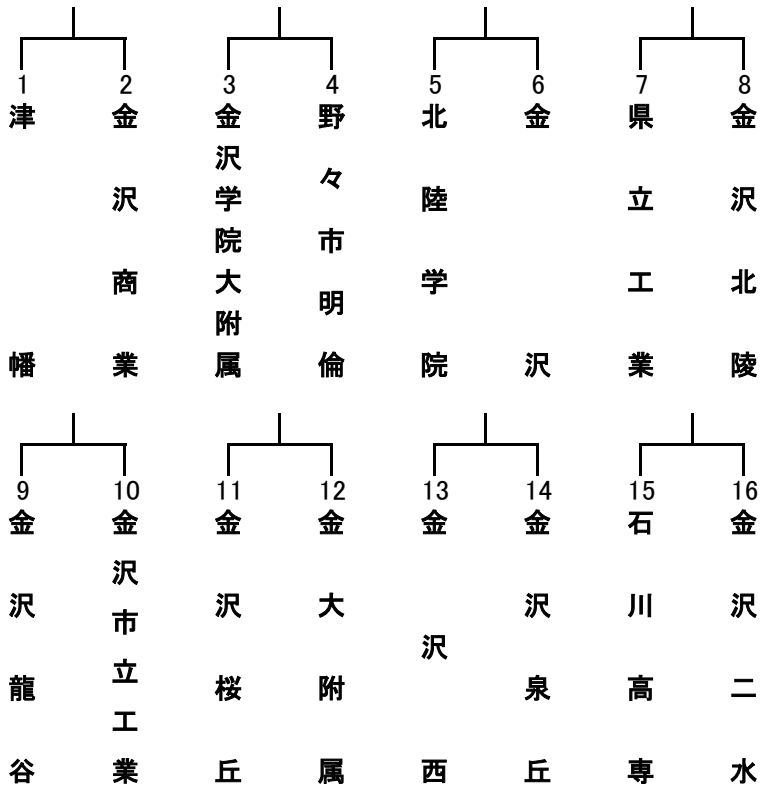 1 津幡
2 金沢商業
3 金沢学院大附属
4 野々市明倫
5 北陸学院
6 金沢
7 県立工業
8 金沢北陵
9 金沢龍谷
10 金沢市立工業
11 金沢桜丘
12 金大附属
13 金沢西
14 金沢泉丘
15 石川高専
16 金沢二水